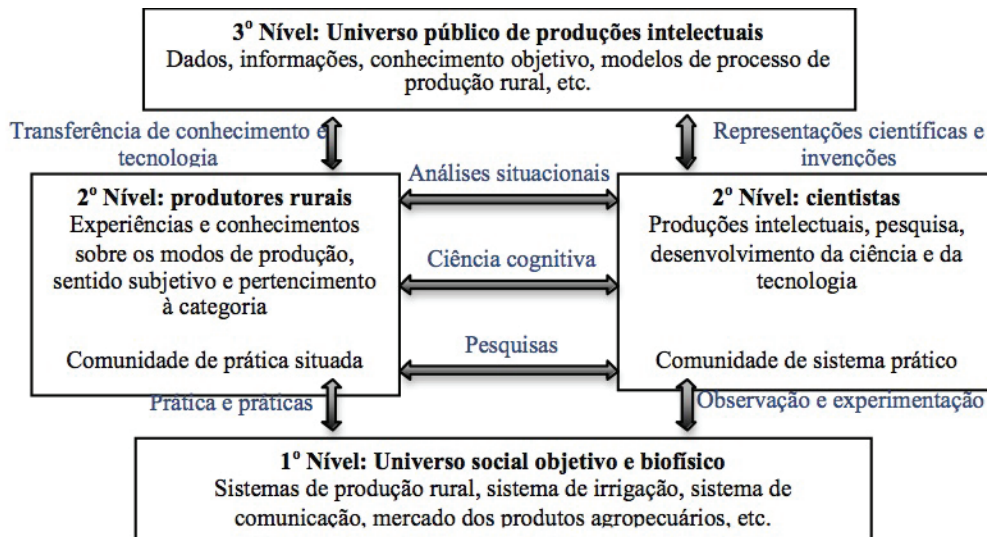 3º Nível: Universo público de produções intelectuais
Dados, informações, conhecimento objetivo, modelos de processo de
produção rural, etc.
Transferência de conhecimento e
tecnologia
Representações científicas e
invenções
2º Nível: produtores rurais
Experiências e conhecimentos
sobre os modos de produção,
sentido subjetivo e pertencimento
à categoria
Comunidade de prática situada
Análises situacionais
Ciência cognitiva
Pesquisas
2º Nível: cientistas
Produções intelectuais, pesquisa,
desenvolvimento da ciência e da
tecnologia
Comunidade de sistema prático
Prática e práticas
Observação e experimentação
1º Nível: Universo social objetivo e biofísico
Sistemas de produção rural, sistema de irrigação, sistema de
comunicação, mercado dos produtos agropecuários, etc.